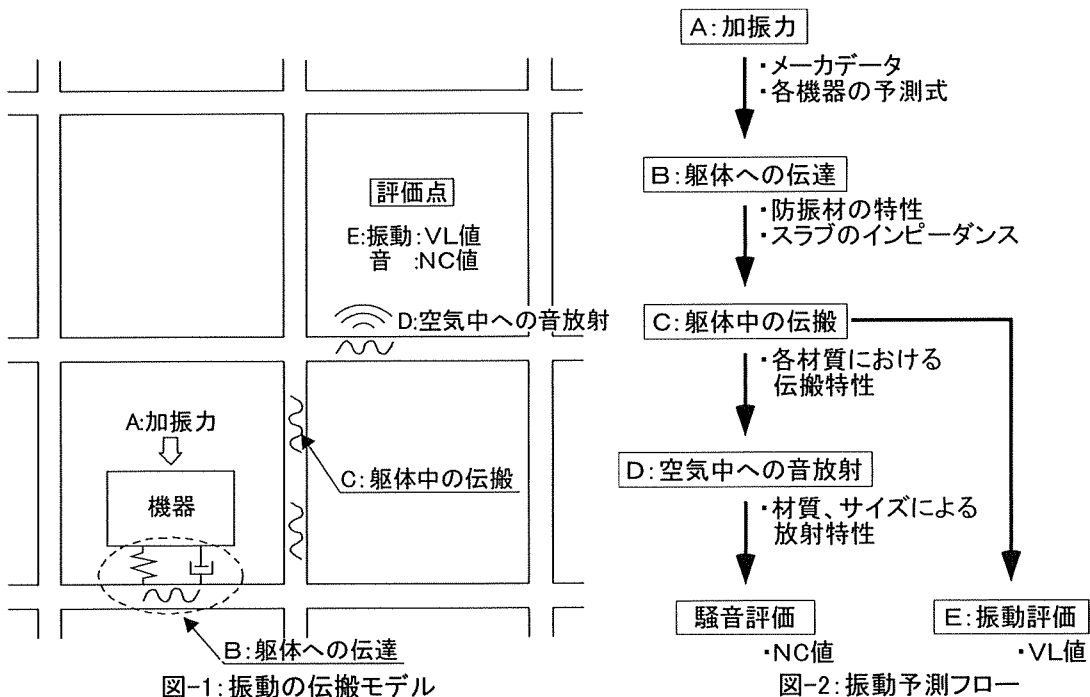 評価点
E:振動:VL値
音 :NC値
D:空気中への音放射
A:加振力
機器
C:躯体中の伝搬
B:躯体への伝達
図-1:振動の伝搬モデル
A:加振力
・メーカデータ
・各機器の予測式
B:躯体への伝達
・防振材の特性
・スラブのインピーダンス
C:躯体中の伝搬
・各材質における
伝搬特性
D:空気中への音放射
・材質、サイズによる
放射特性
騒音評価
・NC値
E:振動評価
・VL値
図-2:振動予測フロー